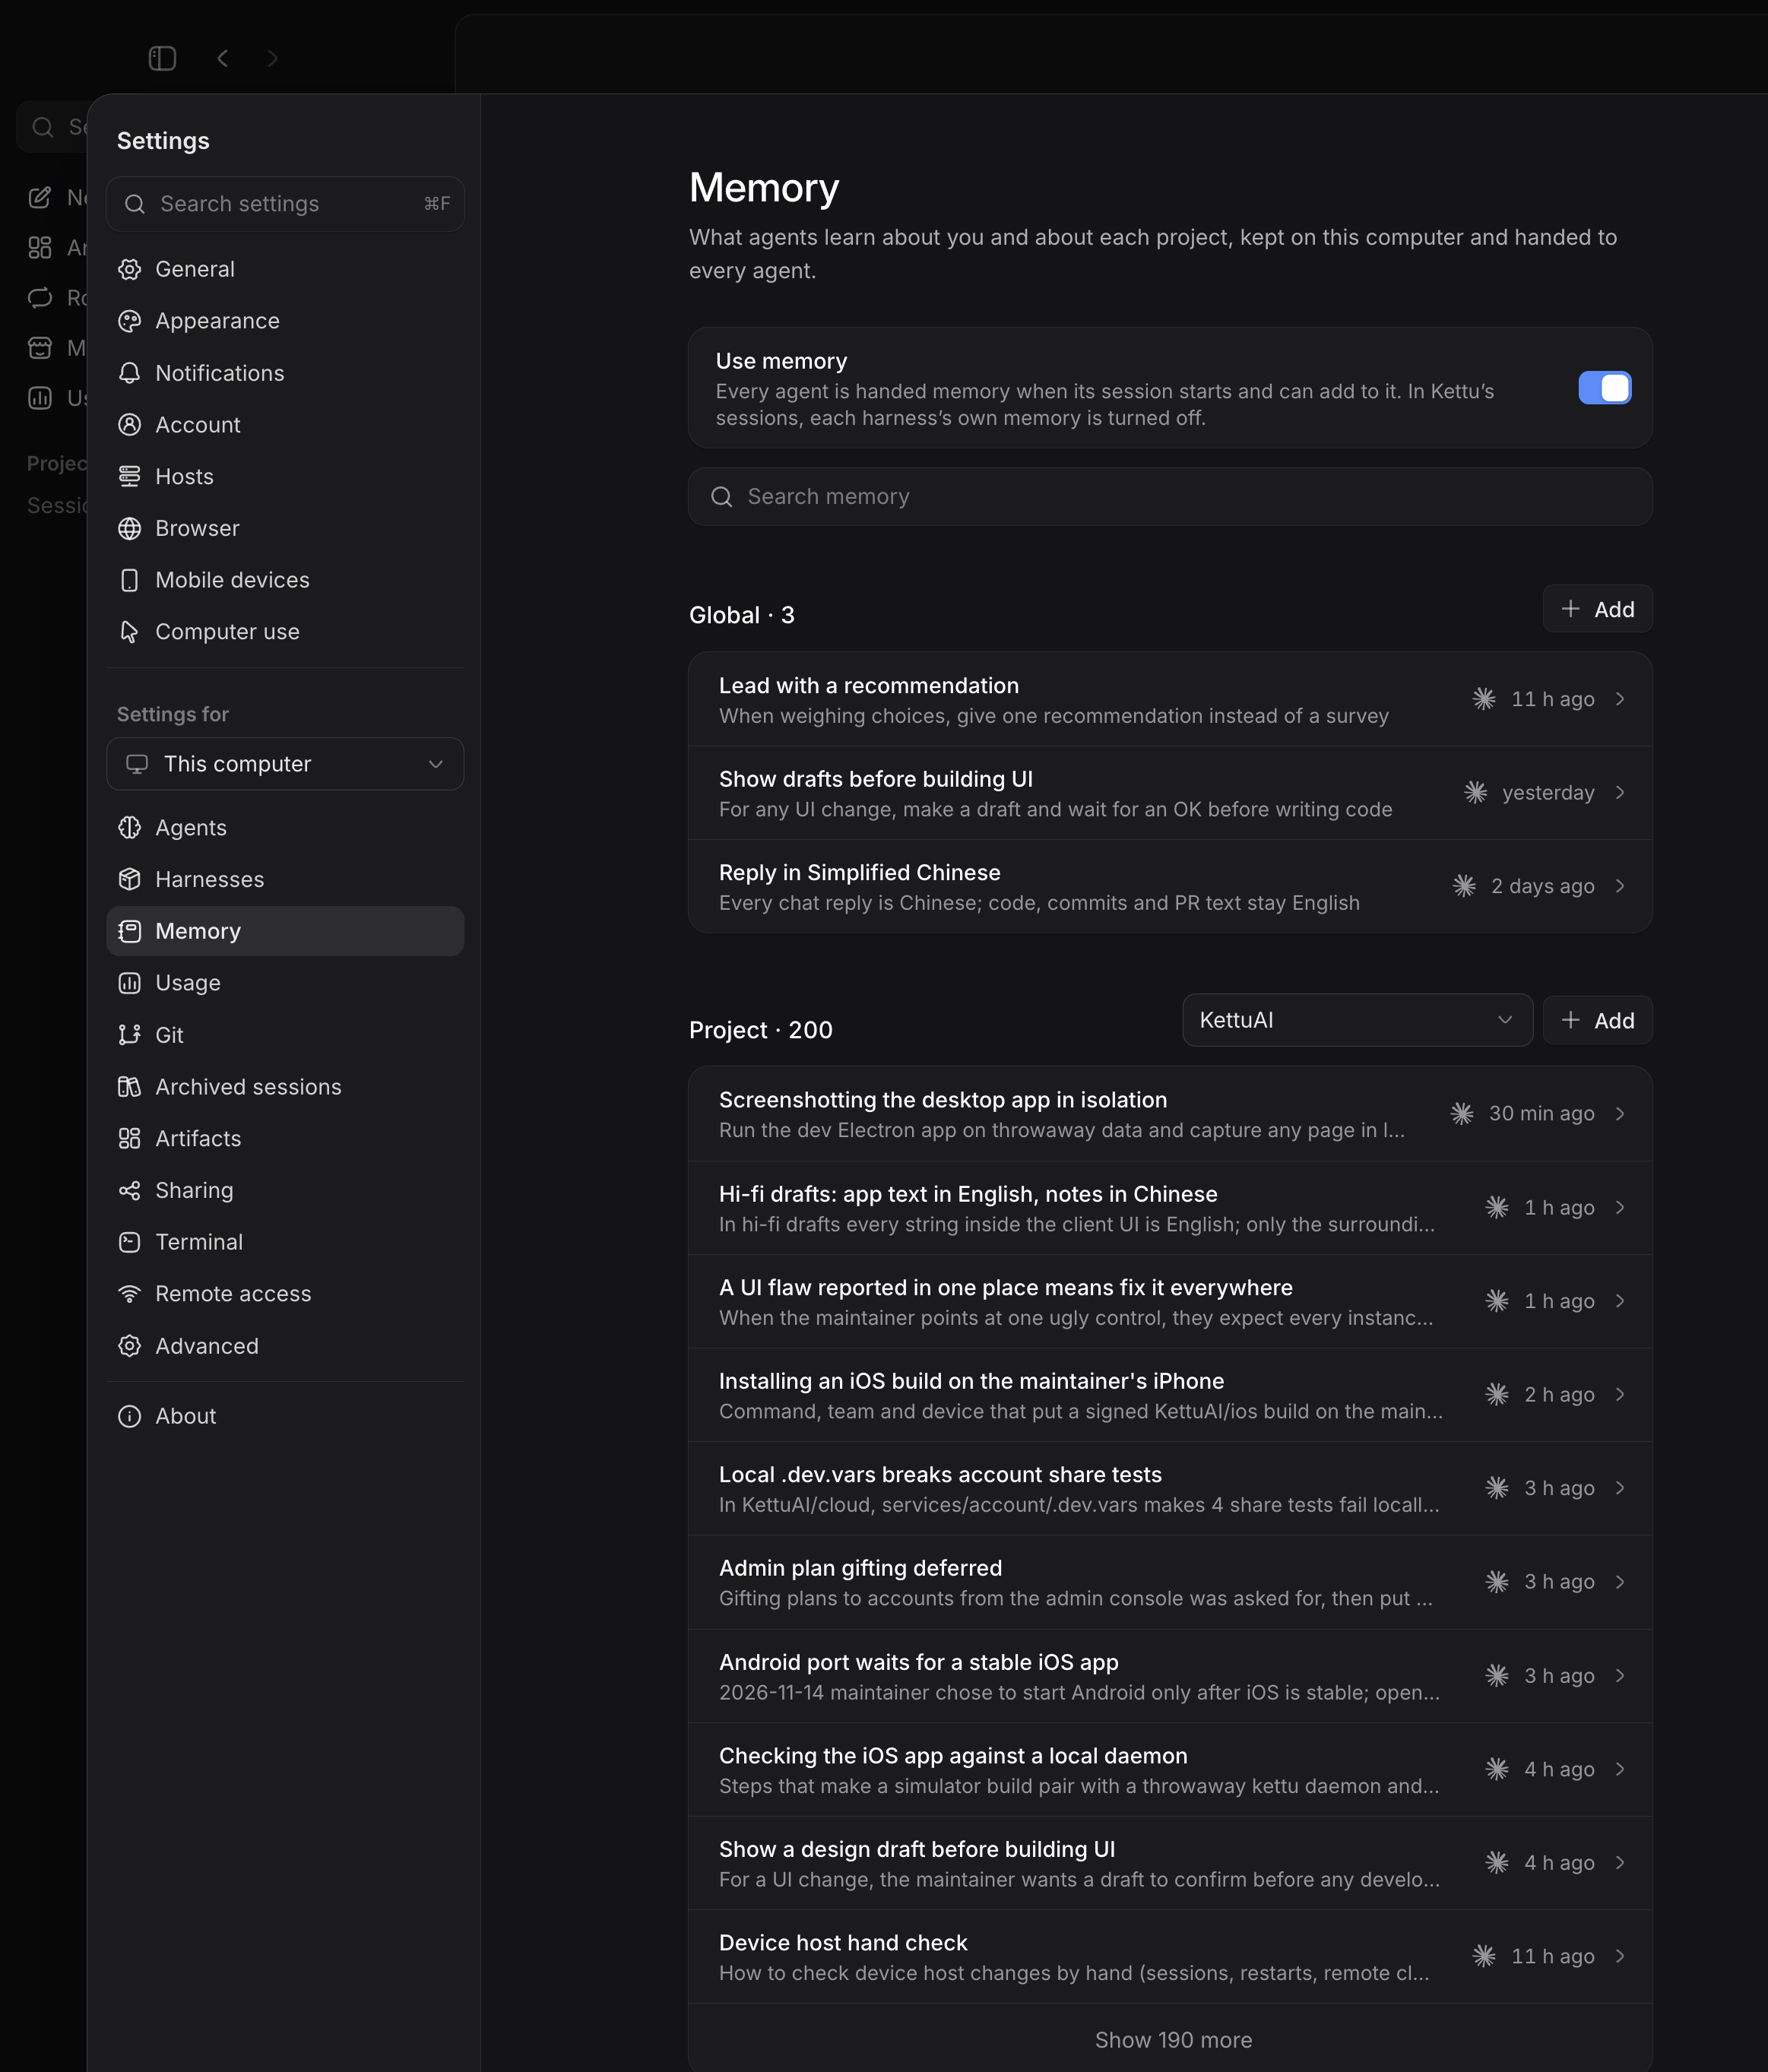 Settings
Search settings
⌘F
General
Appearance
Notifications
Account
Hosts
Browser
Mobile devices
Computer use
Settings for
This computer
Agents
Harnesses
Memory
Usage
Git
Archived sessions
Artifacts
Sharing
Terminal
Remote access
Advanced
About
Memory
What agents learn about you and about each project, kept on this computer and handed to
every agent.
Use memory
Every agent is handed memory when its session starts and can add to it. In Kettu’s
sessions, each harness’s own memory is turned off.
Search memory
Global · 3
Add
Lead with a recommendation
When weighing choices, give one recommendation instead of a survey
11 h ago
Show drafts before building UI
For any UI change, make a draft and wait for an OK before writing code
yesterday
Reply in Simplified Chinese
Every chat reply is Chinese; code, commits and PR text stay English
2 days ago
Project · 200
KettuAI
Add
Screenshotting the desktop app in isolation
Run the dev Electron app on throwaway data and capture any page in l...
30 min ago
Hi-fi drafts: app text in English, notes in Chinese
In hi-fi drafts every string inside the client UI is English; only the surroundi...
1 h ago
A UI flaw reported in one place means fix it everywhere
When the maintainer points at one ugly control, they expect every instanc...
1 h ago
Installing an iOS build on the maintainer's iPhone
Command, team and device that put a signed KettuAI/ios build on the main...
2 h ago
Local .dev.vars breaks account share tests
In KettuAI/cloud, services/account/.dev.vars makes 4 share tests fail locall...
3 h ago
Admin plan gifting deferred
Gifting plans to accounts from the admin console was asked for, then put ...
3 h ago
Android port waits for a stable iOS app
2026-11-14 maintainer chose to start Android only after iOS is stable; open...
3 h ago
Checking the iOS app against a local daemon
Steps that make a simulator build pair with a throwaway kettu daemon and...
4 h ago
Show a design draft before building UI
For a UI change, the maintainer wants a draft to confirm before any develo...
4 h ago
Device host hand check
How to check device host changes by hand (sessions, restarts, remote cl...
11 h ago
Show 190 more